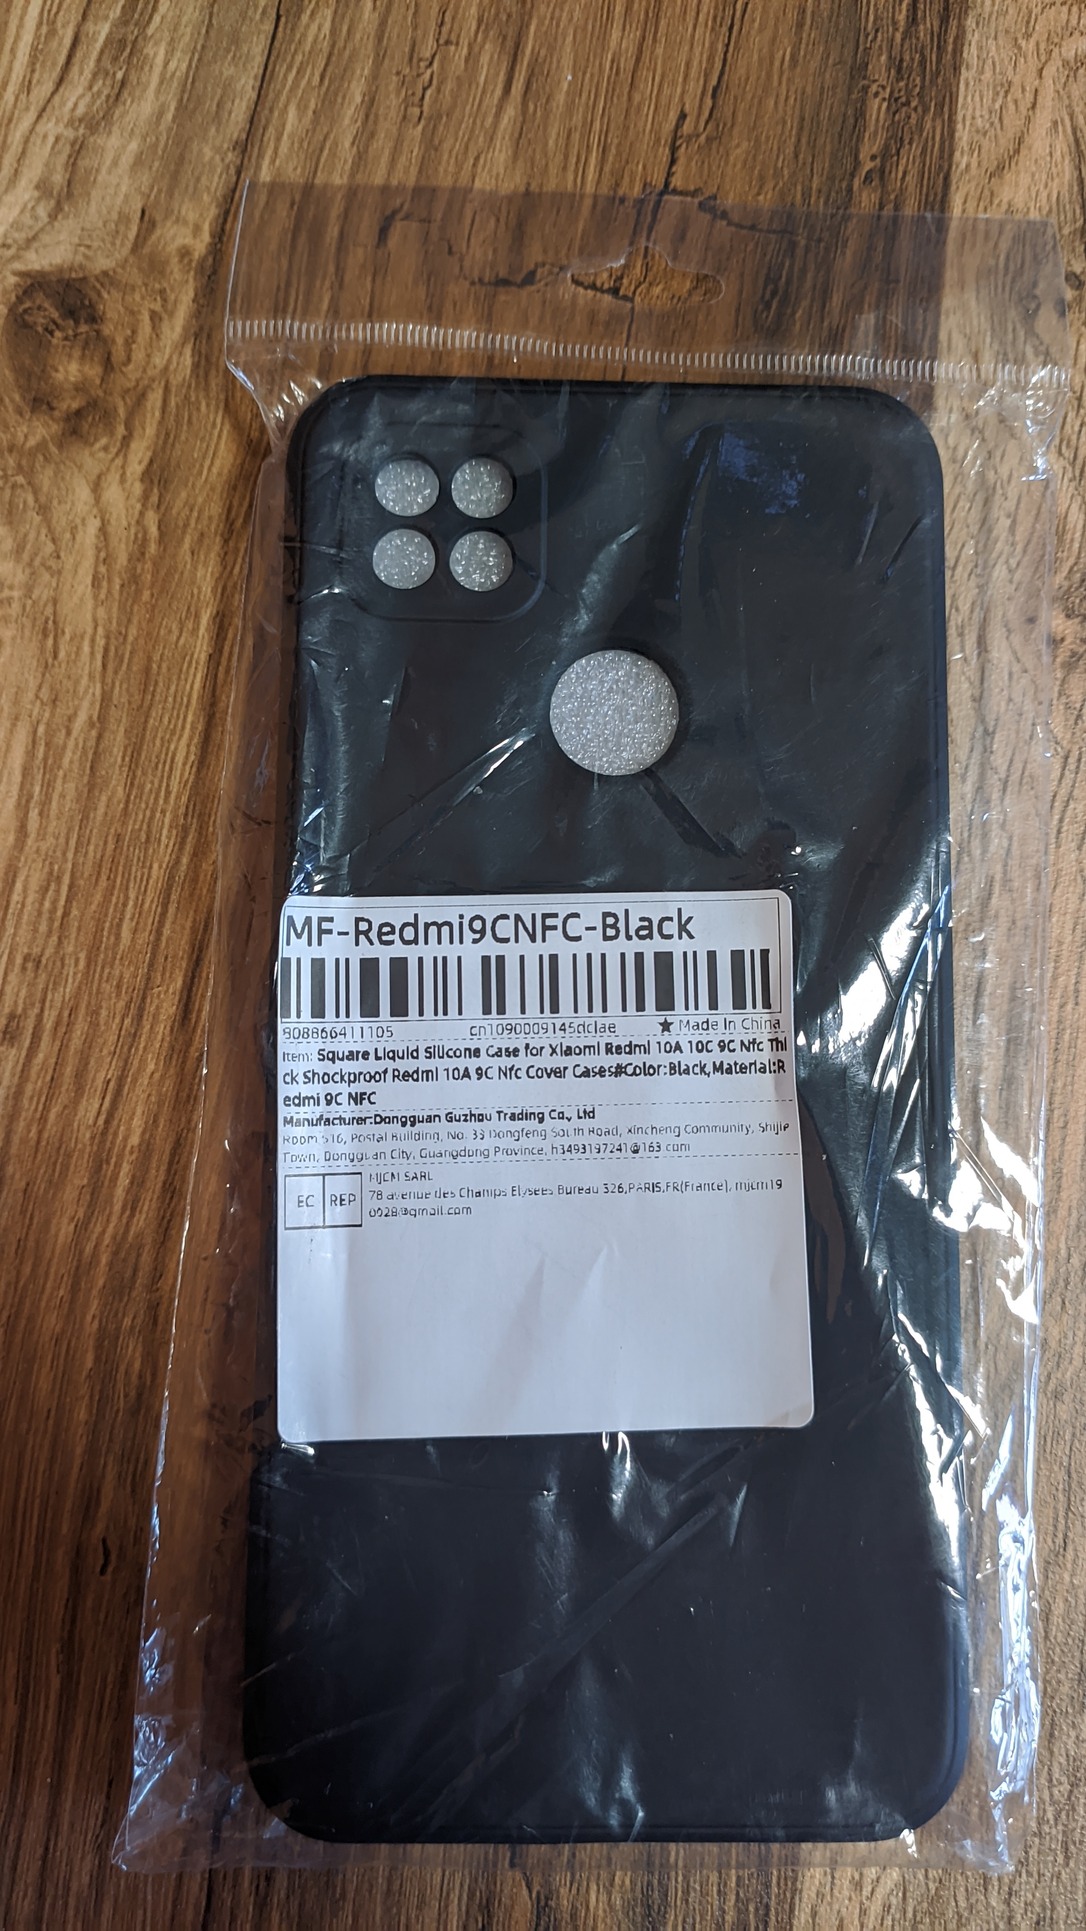 MF-Redmi9CNFC-Black
908866411105 cn1090009145dclae ★ Made In China
Item: Square Liquid Silicone Case for Xiaomi Redmi 10A 10C 9C Nfc Thi
ck Shockproof Redmi 10A 9C Nfc Cover Cases#Color:Black,Material:R
edmi 9C NFC
Manufacturer:Dongguan Guzhou Trading Co., Ltd
Room 516, Postal Building, No. 33 Dongfeng South Road, Xincheng Community, Shijie
Town, Dongguan City, Guangdong Province, h3493197241@163.com
EC REP
MJCM SARL
78 avenue des Champs Elysees Bureau 326,PARIS,FR(France), mjcm19
0028@gmail.com